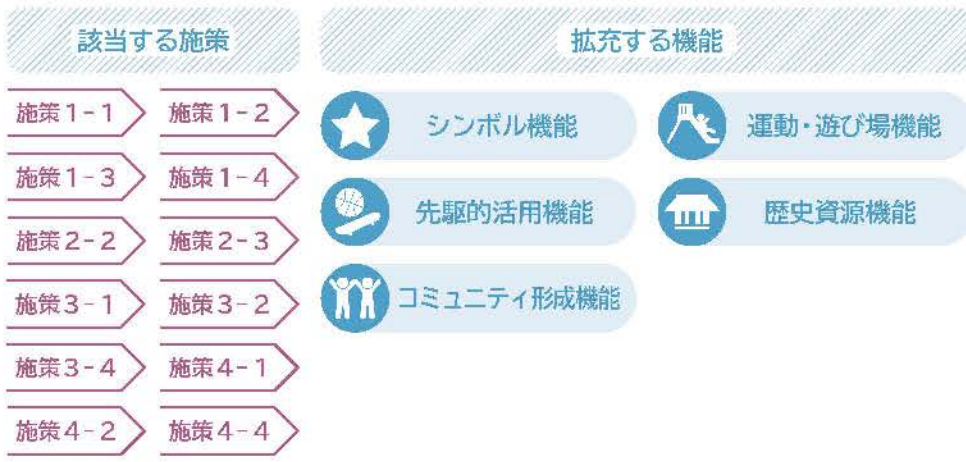 該当する施策
施策1-1
施策1-2
施策1-3
施策1-4
施策2-2
施策2-3
施策3-1
施策3-2
施策3-4
施策4-1
施策4-2
施策4-4
拡充する機能
シンボル機能
運動・遊び場機能
先駆的活用機能
歴史資源機能
コミュニティ形成機能